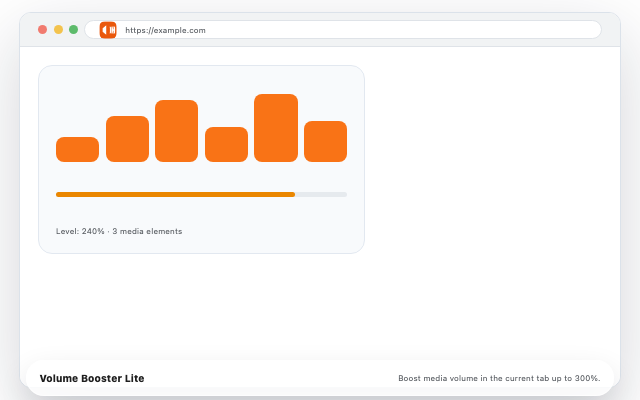 https://example.com
Level: 240% · 3 media elements
Volume Booster Lite
Boost media volume in the current tab up to 300%.